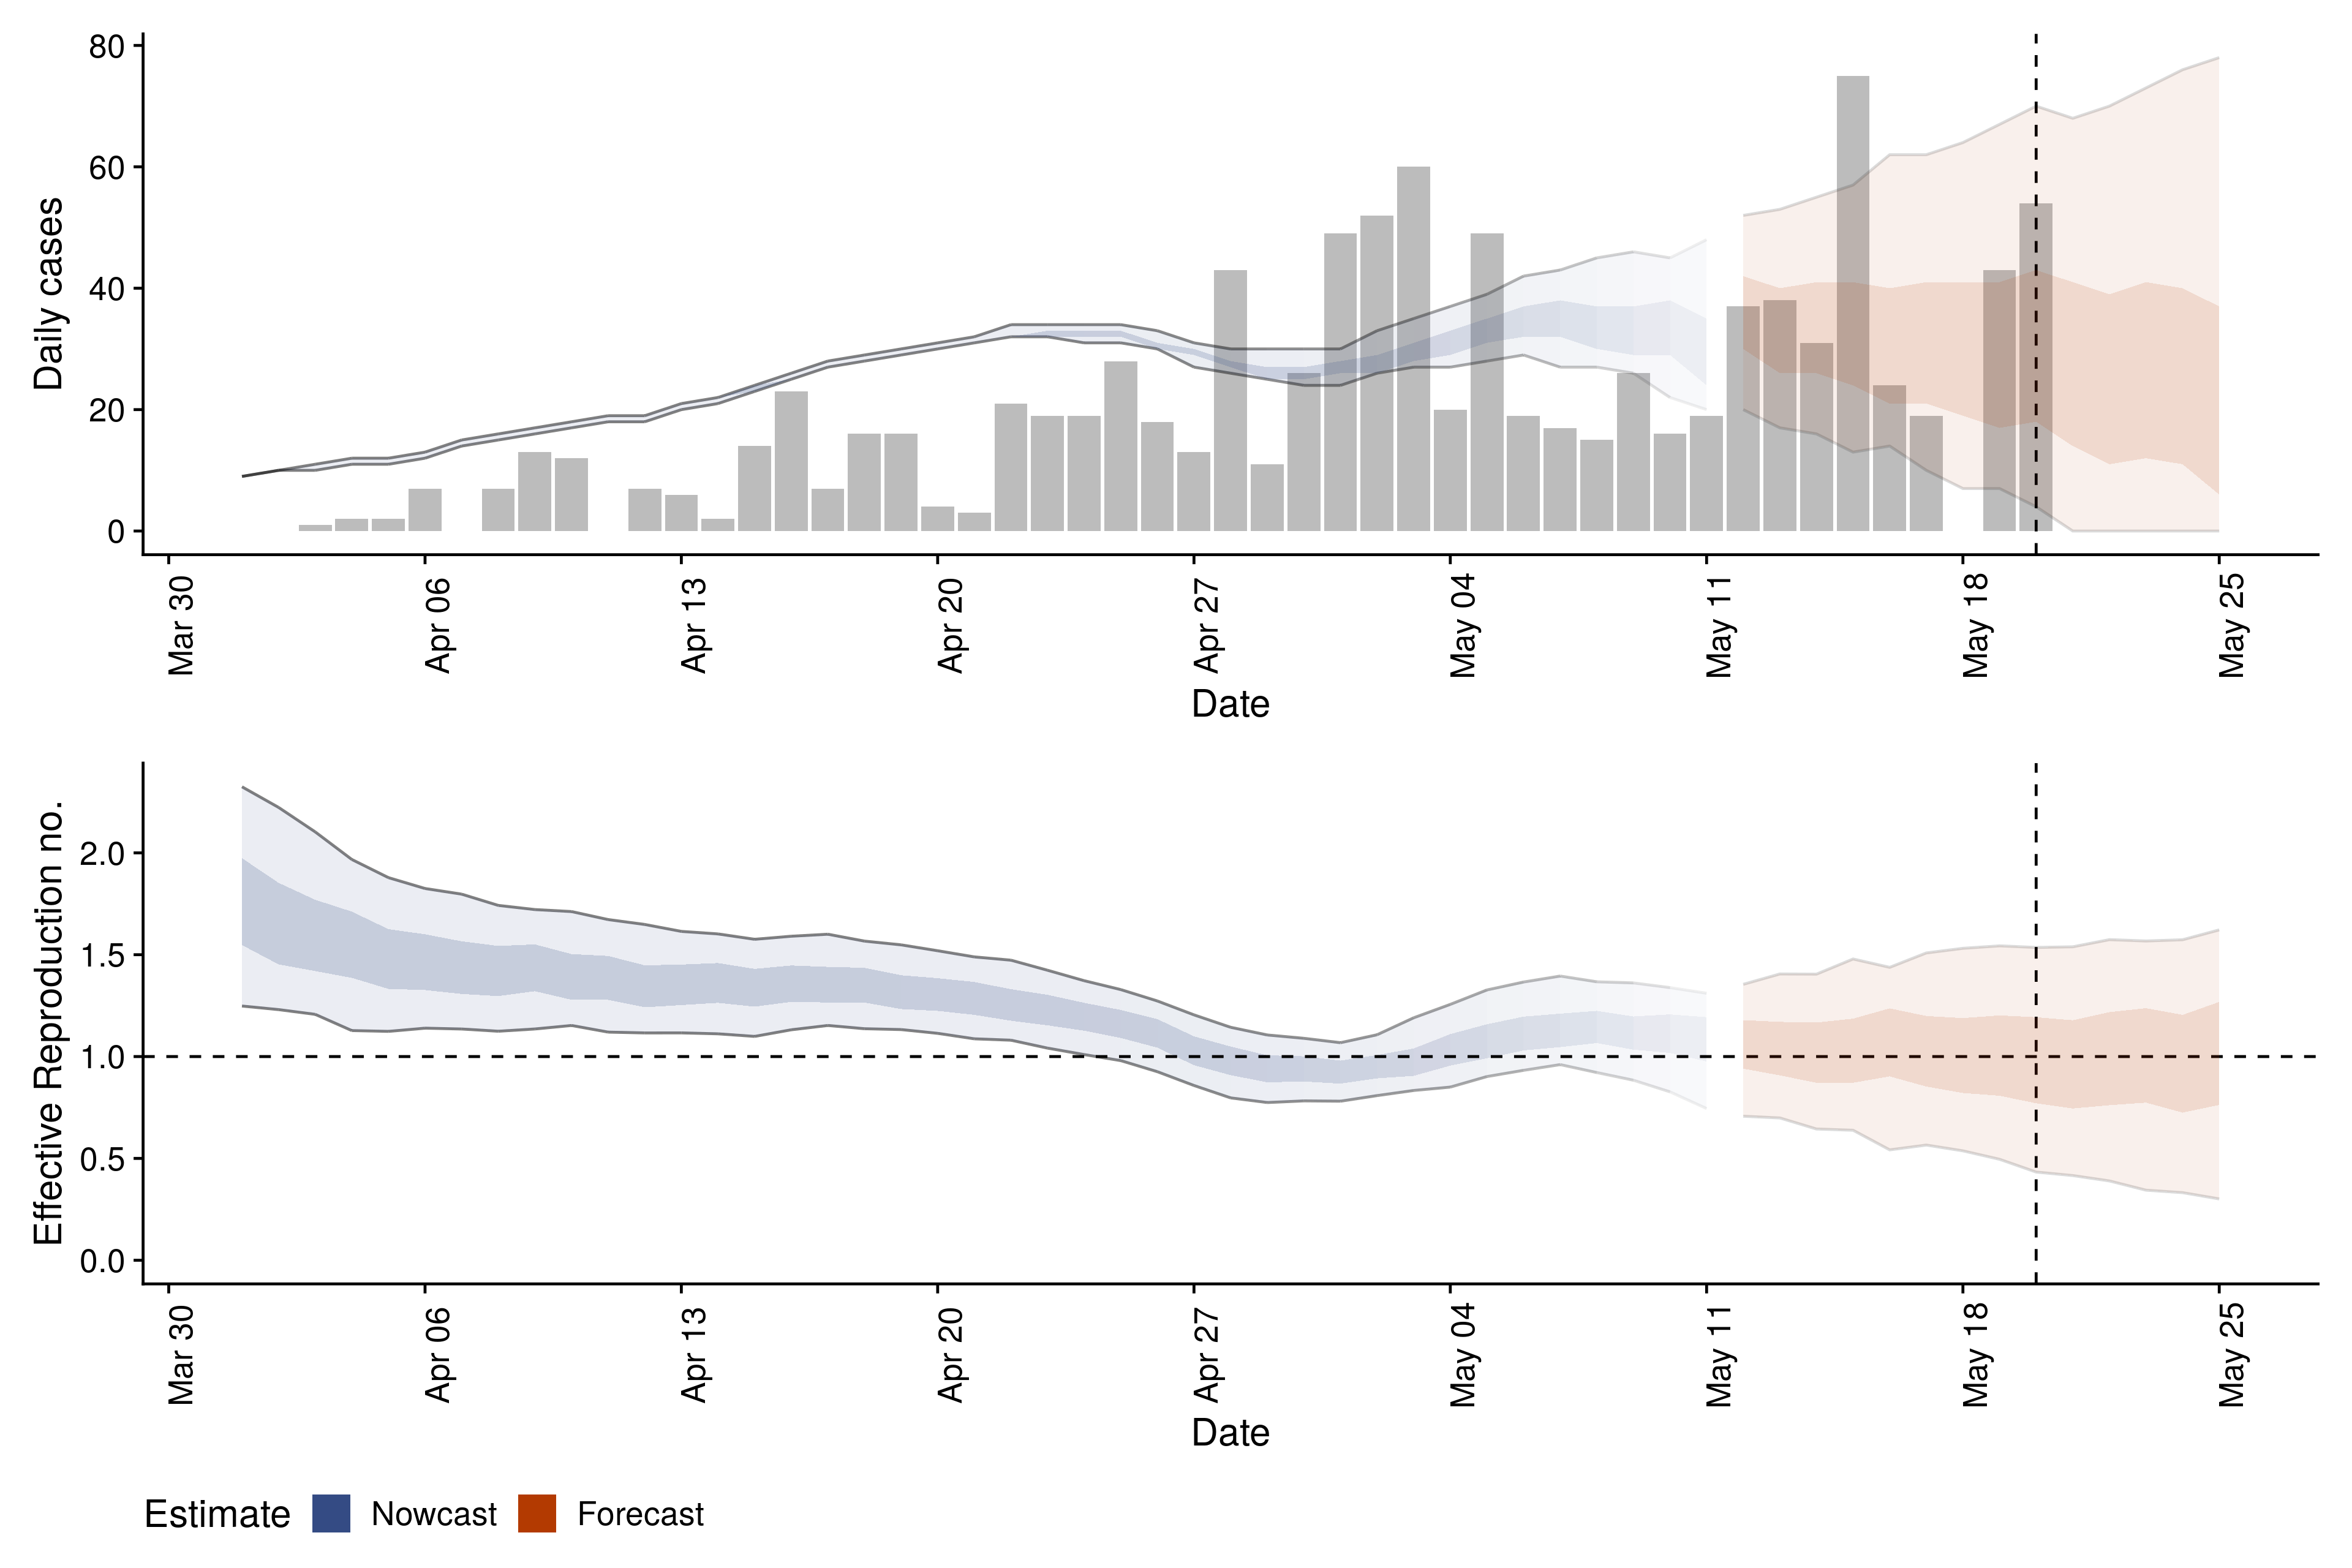 Daily cases
80
60
40
20
0
Mar 30
Apr 06
Apr 13
Apr 20
Apr 27
May 04
May 11
May 18
May 25
Date
Effective Reproduction no.
2.0
1.5
1.0
0.5
0.0
Mar 30
Apr 06
Apr 13
Apr 20
Apr 27
May 04
May 11
May 18
May 25
Date
Estimate Nowcast Forecast